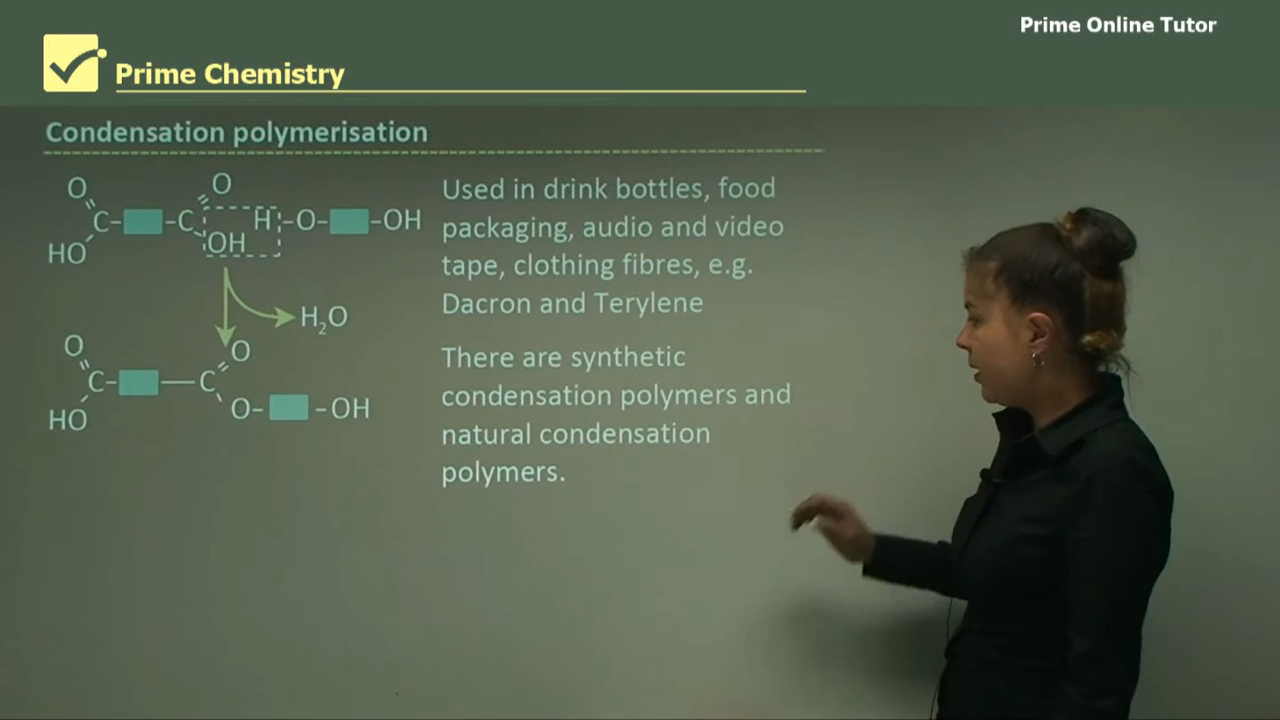 Prime Online Tutor
Prime Chemistry
Condensation polymerisation
O O
C C H O OH
HO OH
H₂O
O O
C C
HO O OH
Used in drink bottles, food
packaging, audio and video
tape, clothing fibres, e.g.
Dacron and Terylene
There are synthetic
condensation polymers and
natural condensation
polymers.